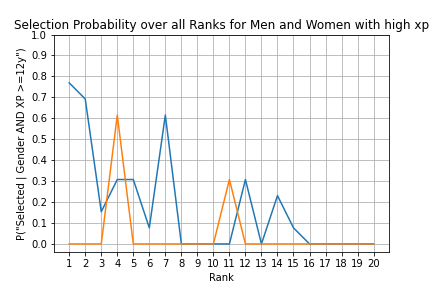 Selection Probability over all Ranks for Men and Women with high xp
P("Selected | Gender AND XP >=12y")
1.0
0.9
0.8
0.7
0.6
0.5
0.4
0.3
0.2
0.1
0.0
1 2 3 4 5 6 7 8 9 10 11 12 13 14 15 16 17 18 19 20
Rank